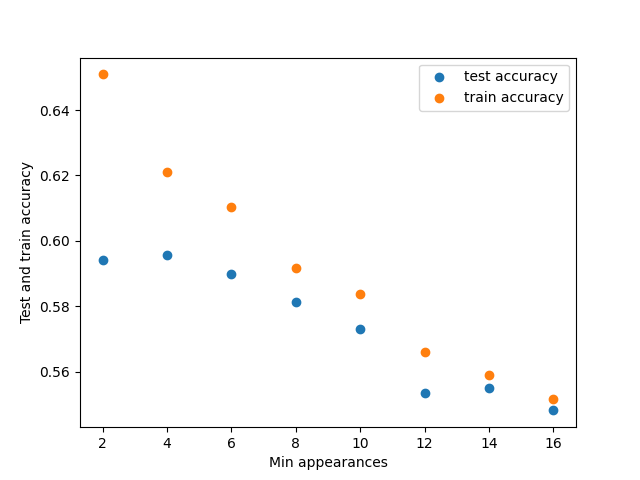 test accuracy
train accuracy
Test and train accuracy
0.64
0.62
0.60
0.58
0.56
2 4 6 8 10 12 14 16
Min appearances